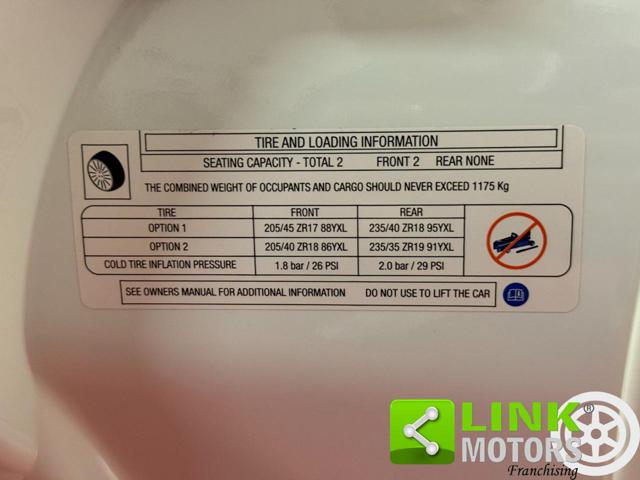 TIRE AND LOADING INFORMATION
SEATING CAPACITY - TOTAL 2 FRONT 2 REAR NONE
THE COMBINED WEIGHT OF OCCUPANTS AND CARGO SHOULD NEVER EXCEED 1175 Kg
TIRE FRONT REAR
OPTION 1 205/45 ZR17 88YXL 235/40 ZR18 95YXL
OPTION 2 205/40 ZR18 86YXL 235/35 ZR19 91YXL
COLD TIRE INFLATION PRESSURE 1.8 bar / 26 PSI 2.0 bar / 29 PSI
SEE OWNERS MANUAL FOR ADDITIONAL INFORMATION DO NOT USE TO LIFT THE CAR
LINK®
MOTORS
Franchising